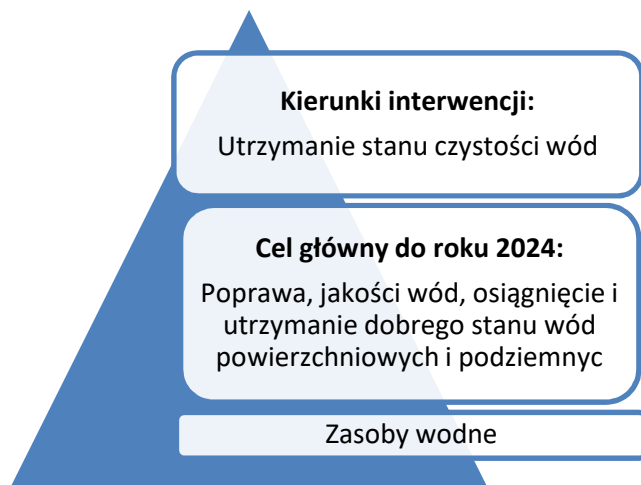 Kierunki interwencji:
Utrzymanie stanu czystości wód
Cel główny do roku 2024:
Poprawa, jakości wód, osiągnięcie i
utrzymanie dobrego stanu wód
powierzchniowych i podziemnyc
Zasoby wodne